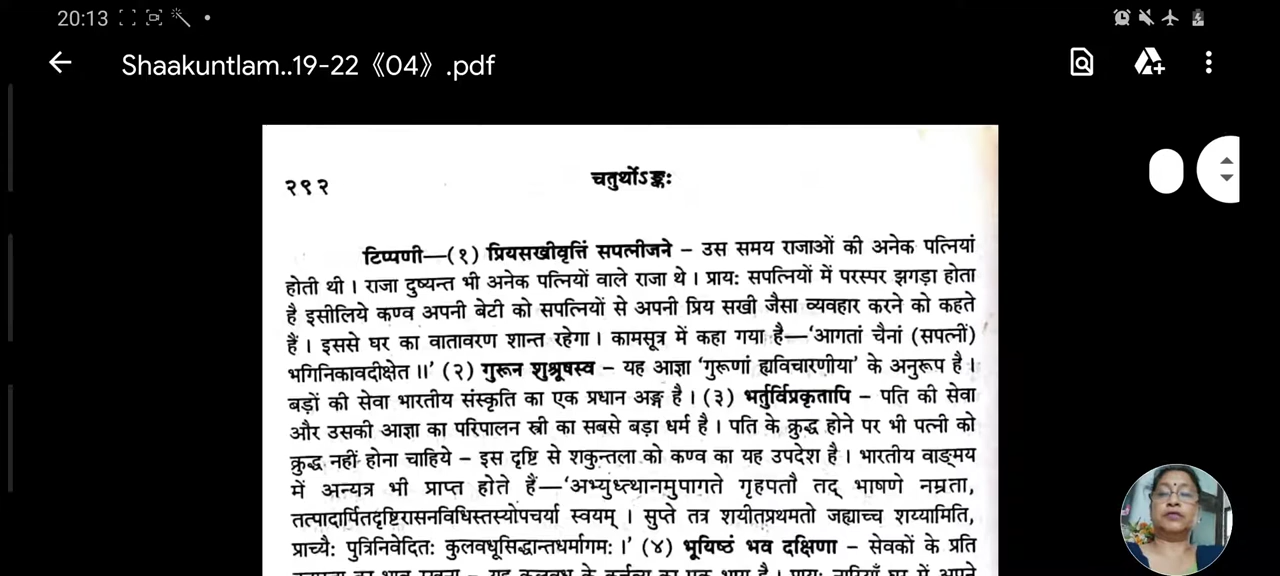 20:13
Shaakuntlam..19-22 《04》.pdf
२९२
चतुर्थोऽङ्कः
टिप्पणी—(१) प्रियसखीवृत्तिं सपत्नीजने – उस समय राजाओं की अनेक पत्नियां
होती थी । राजा दुष्यन्त भी अनेक पत्नियों वाले राजा थे । प्रायः सपत्नियों में परस्पर झगड़ा होता
है इसीलिये कण्व अपनी बेटी को सपत्नियों से अपनी प्रिय सखी जैसा व्यवहार करने को कहते
हैं । इससे घर का वातावरण शान्त रहेगा । कामसूत्र में कहा गया है—'आगतां चैनां (सपत्नीं)
भगिनिकावदीक्षेत ॥' (२) गुरून शुश्रूषस्व – यह आज्ञा 'गुरूणां ह्यविचारणीया' के अनुरूप है ।
बड़ों की सेवा भारतीय संस्कृति का एक प्रधान अङ्ग है । (३) भर्तुर्विप्रकृतापि – पति की सेवा
और उसकी आज्ञा का परिपालन स्त्री का सबसे बड़ा धर्म है । पति के क्रुद्ध होने पर भी पत्नी को
क्रुद्ध नहीं होना चाहिये – इस दृष्टि से शकुन्तला को कण्व का यह उपदेश है । भारतीय वाङ्मय
में अन्यत्र भी प्राप्त होते हैं—'अभ्युध्त्थानमुपागते गृहपतौ तद् भाषणे नम्रता,
तत्पादार्पितदृष्टिरासनविधिस्तस्योपचर्या स्वयम् । सुप्ते तत्र शयीतप्रथमतो जह्याच्च शय्यामिति,
प्राच्यैः पुत्रिनिवेदितः कुलवधूसिद्धान्तधर्मागमः ।' (४) भूयिष्ठं भव दक्षिणा – सेवकों के प्रति